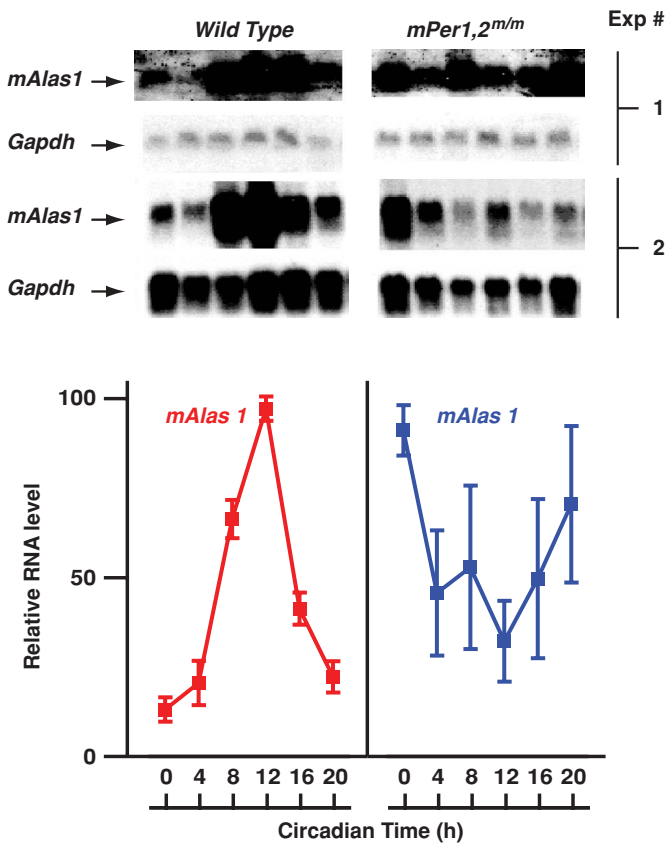 Wild Type mPer1,2m/m Exp #
mAlas1
1
Gapdh
mAlas1
2
Gapdh
100
mAlas 1 mAlas 1
Relative RNA level
50
0
0 4 8 12 16 20 0 4 8 12 16 20
Circadian Time (h)